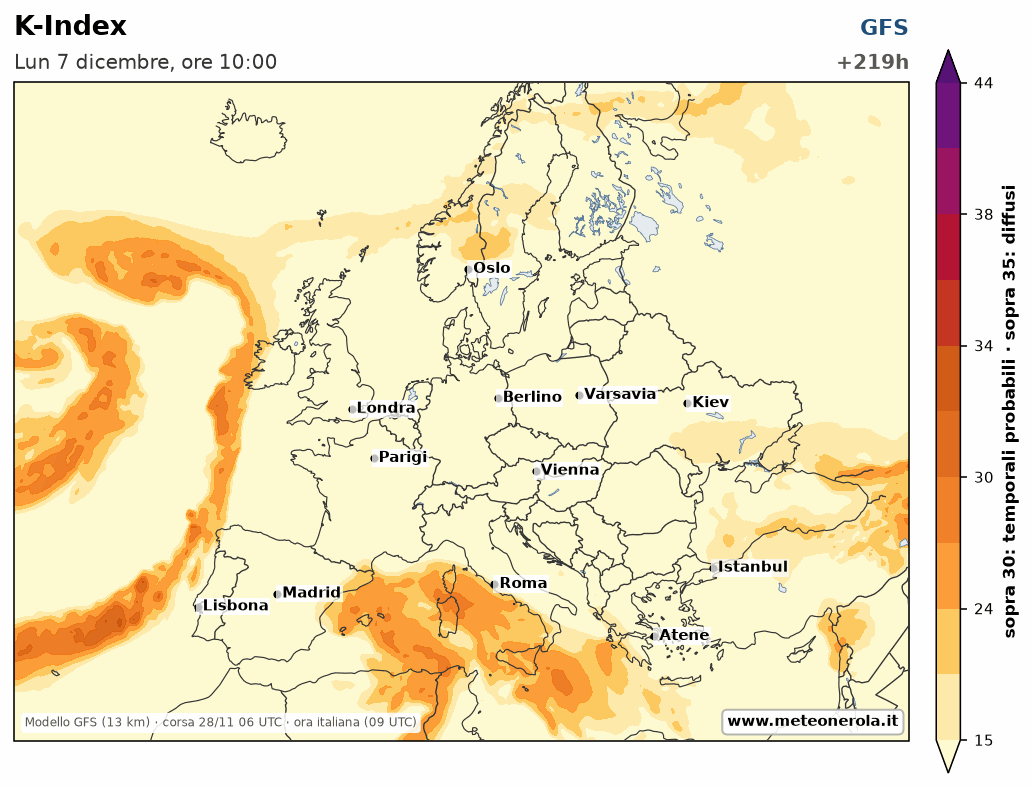 K-Index
GFS
Lun 7 dicembre, ore 10:00
+219h
44
38
34
30
24
15
sopra 30: temporali probabili · sopra 35: diffusi
Oslo
Berlino
Varsavia
Kiev
Londra
Parigi
Vienna
Istanbul
Roma
Madrid
Lisbona
Atene
Modello GFS (13 km) · corsa 28/11 06 UTC · ora italiana (09 UTC)
www.meteonerola.it